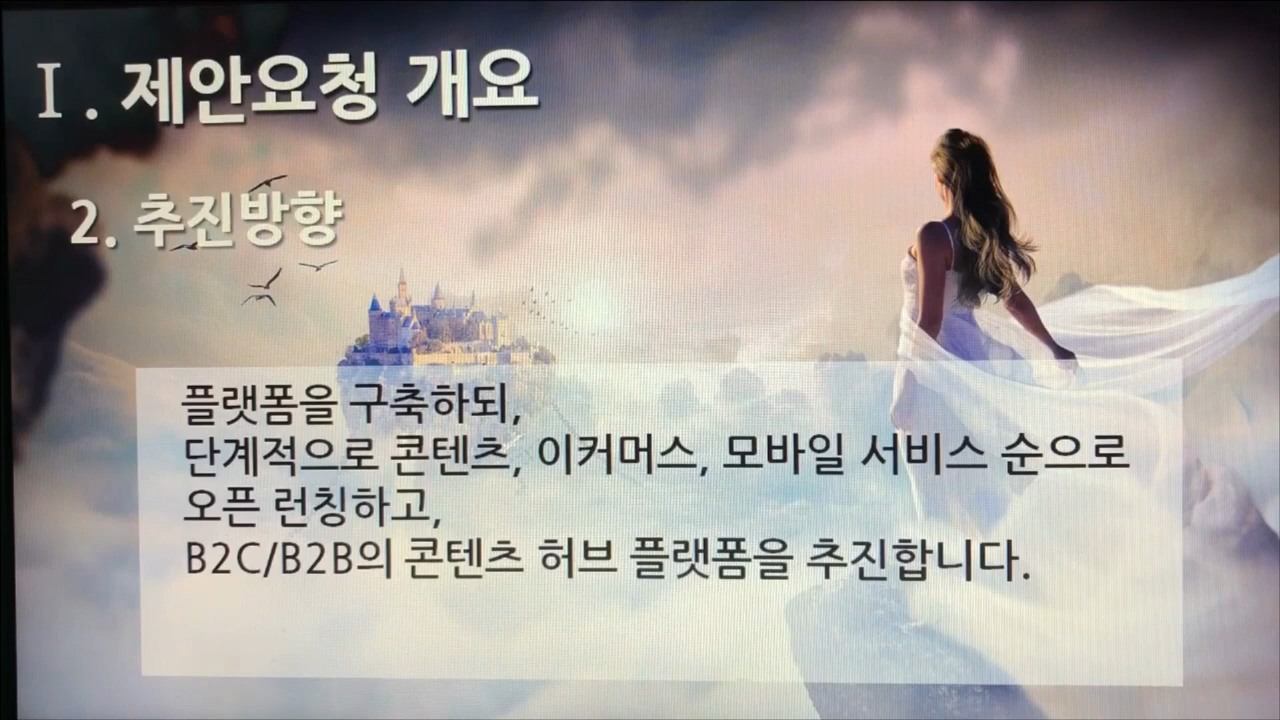 Ⅰ. 제안요청 개요
2. 추진방향
플랫폼을 구축하되,
단계적으로 콘텐츠, 이커머스, 모바일 서비스 순으로
오픈 런칭하고,
B2C/B2B의 콘텐츠 허브 플랫폼을 추진합니다.